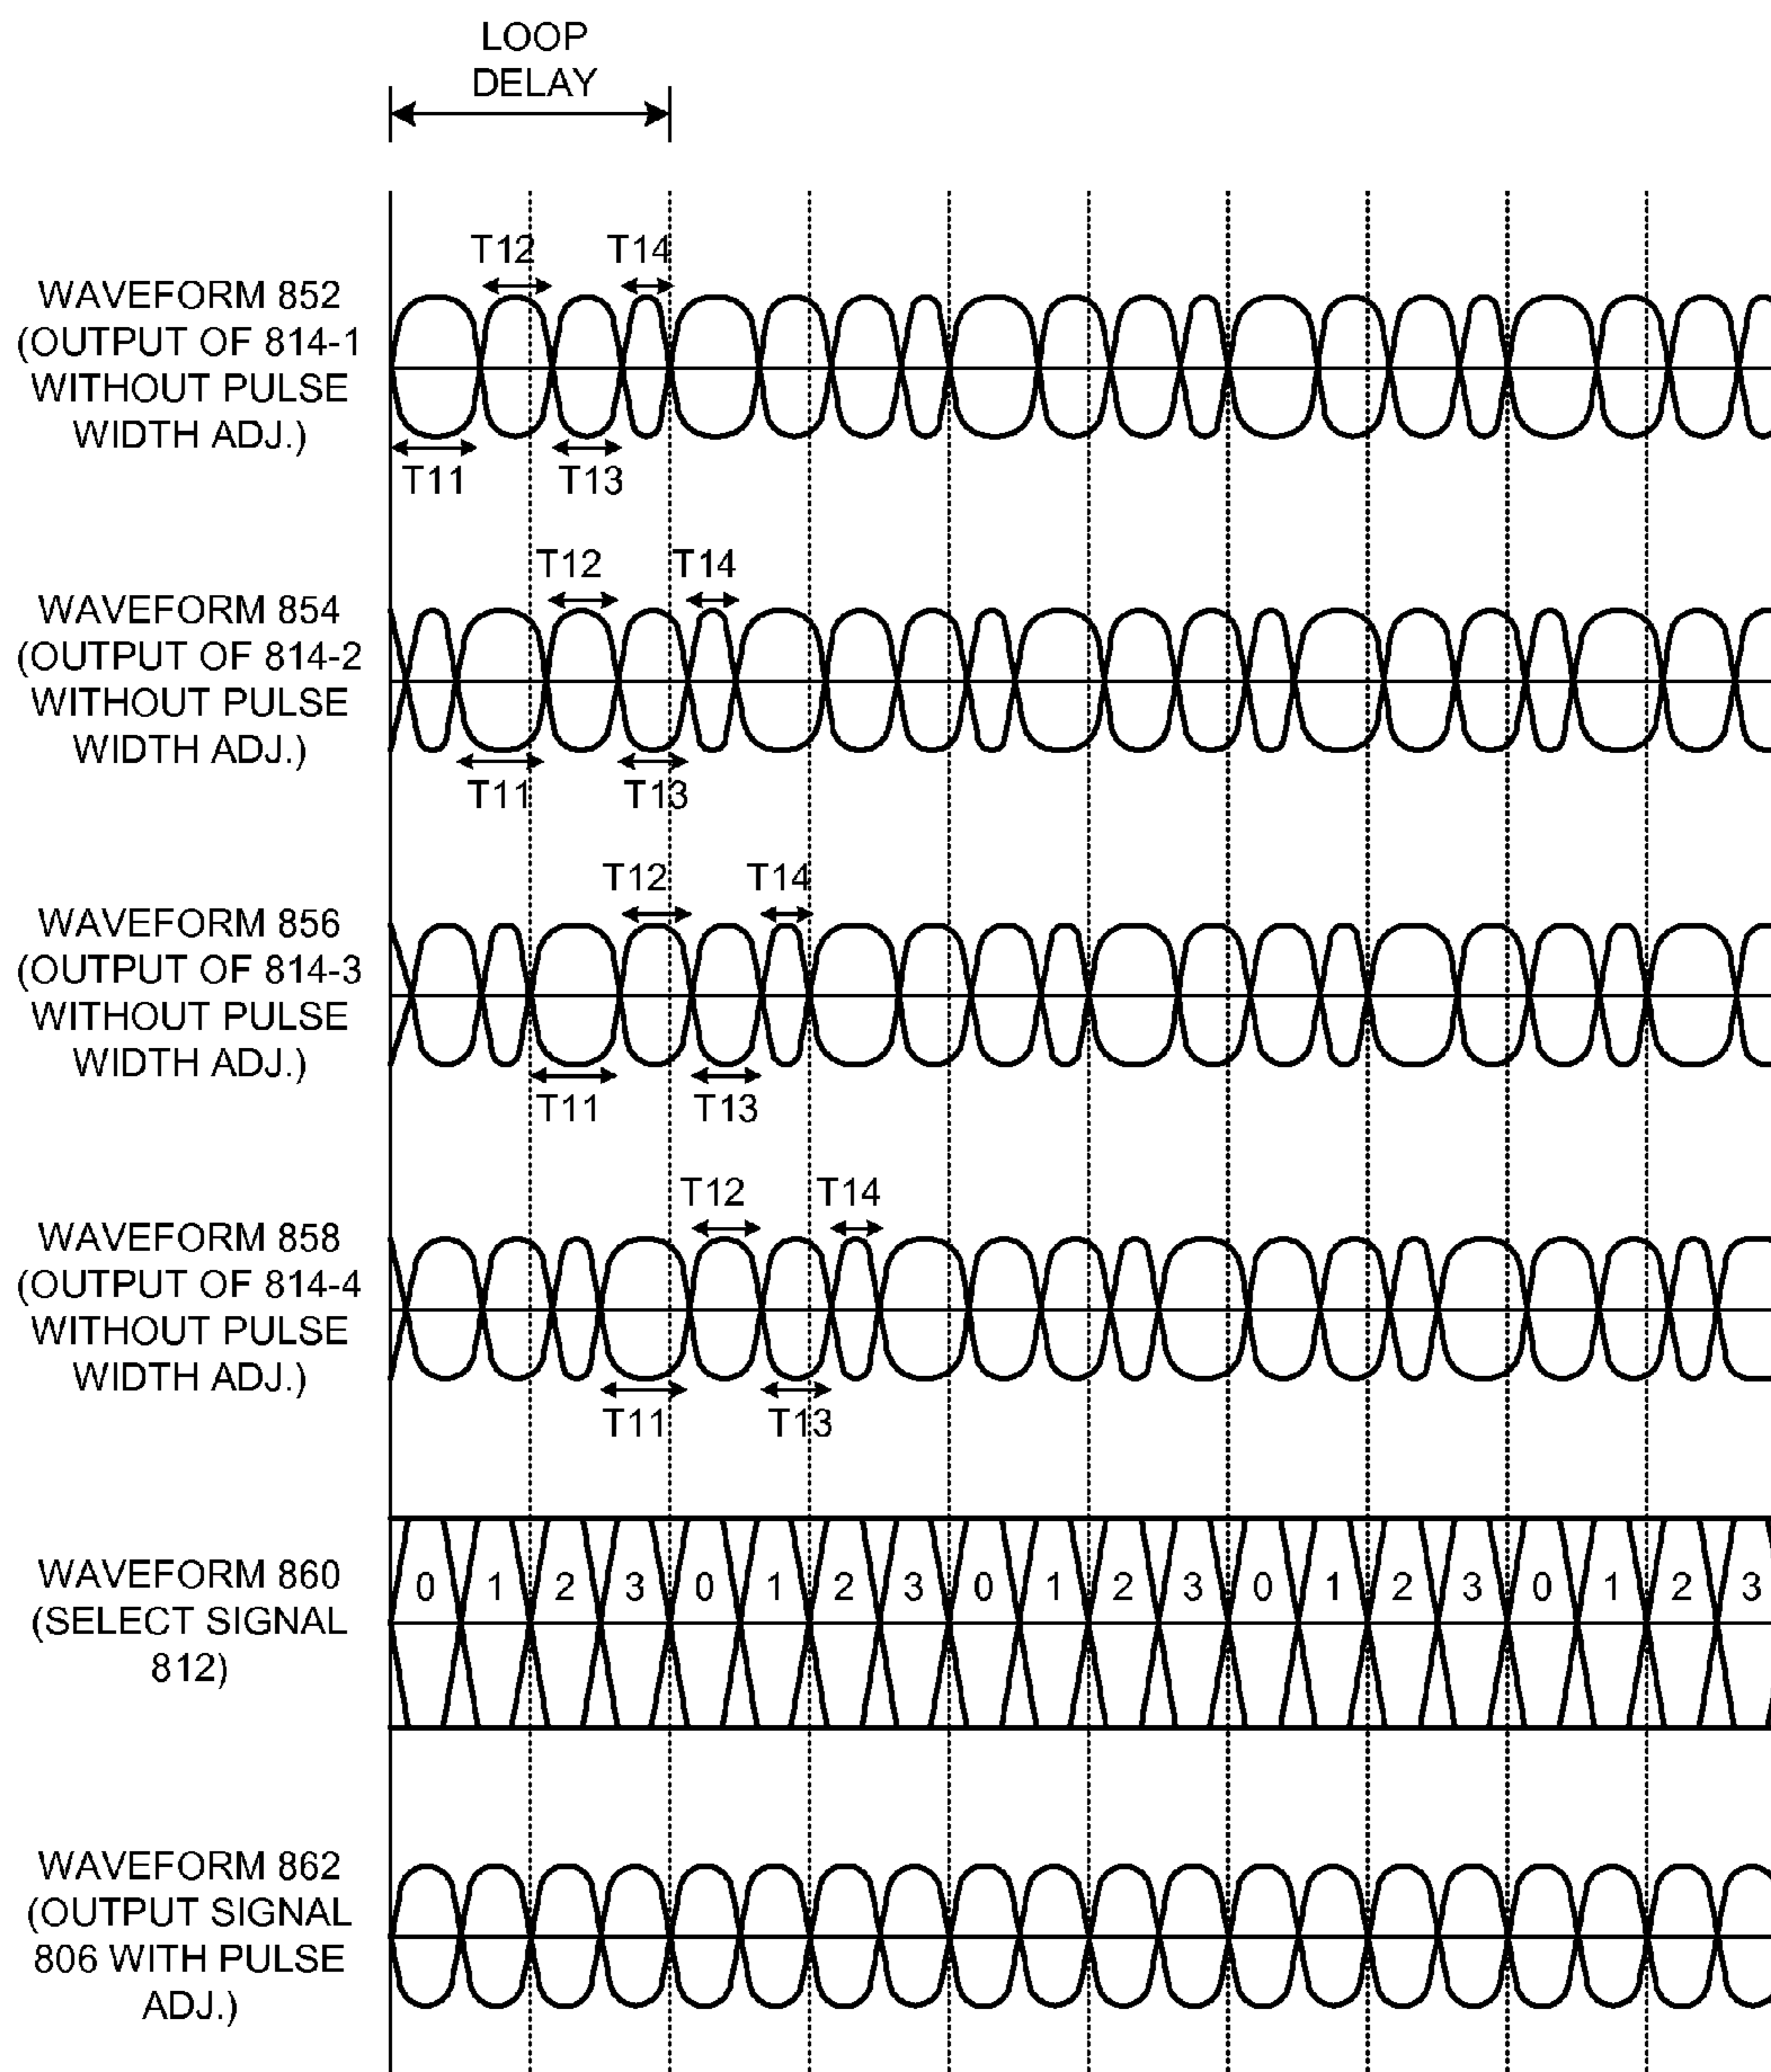 LOOP
DELAY
T12 T14
WAVEFORM 852
(OUTPUT OF 814-1
WITHOUT PULSE
WIDTH ADJ.)
T11 T13
T12 T14
WAVEFORM 854
(OUTPUT OF 814-2
WITHOUT PULSE
WIDTH ADJ.)
T11 T13
T12 T14
WAVEFORM 856
(OUTPUT OF 814-3
WITHOUT PULSE
WIDTH ADJ.)
T11 T13
T12 T14
WAVEFORM 858
(OUTPUT OF 814-4
WITHOUT PULSE
WIDTH ADJ.)
T11 T13
WAVEFORM 860
(SELECT SIGNAL
812)
0 1 2 3 0 1 2 3 0 1 2 3 0 1 2 3 0 1 2 3
WAVEFORM 862
(OUTPUT SIGNAL
806 WITH PULSE
ADJ.)